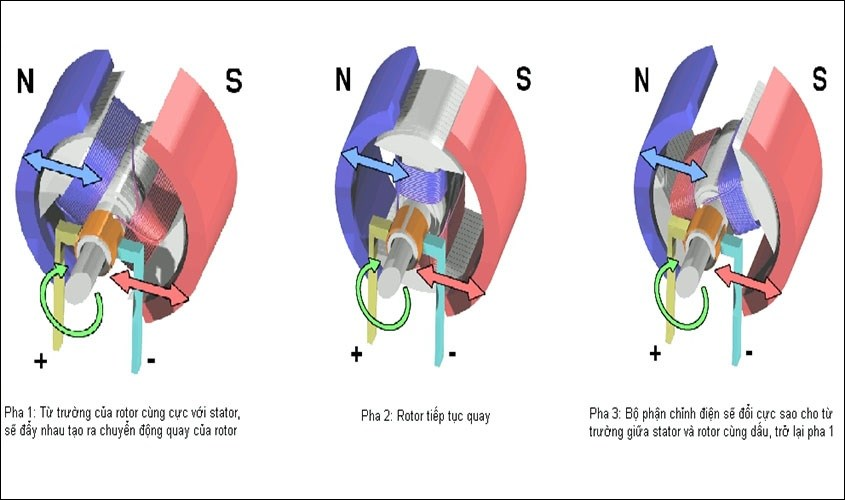 N S
N S
N S
+ -
+ -
+ -
Pha 1: Từ trường của rotor cùng cực với stator,
sẽ đẩy nhau tạo ra chuyển động quay của rotor
Pha 2: Rotor tiếp tục quay
Pha 3: Bộ phận chỉnh điện sẽ đổi cực sao cho từ
trường giữa stator và rotor cùng dấu, trở lại pha 1